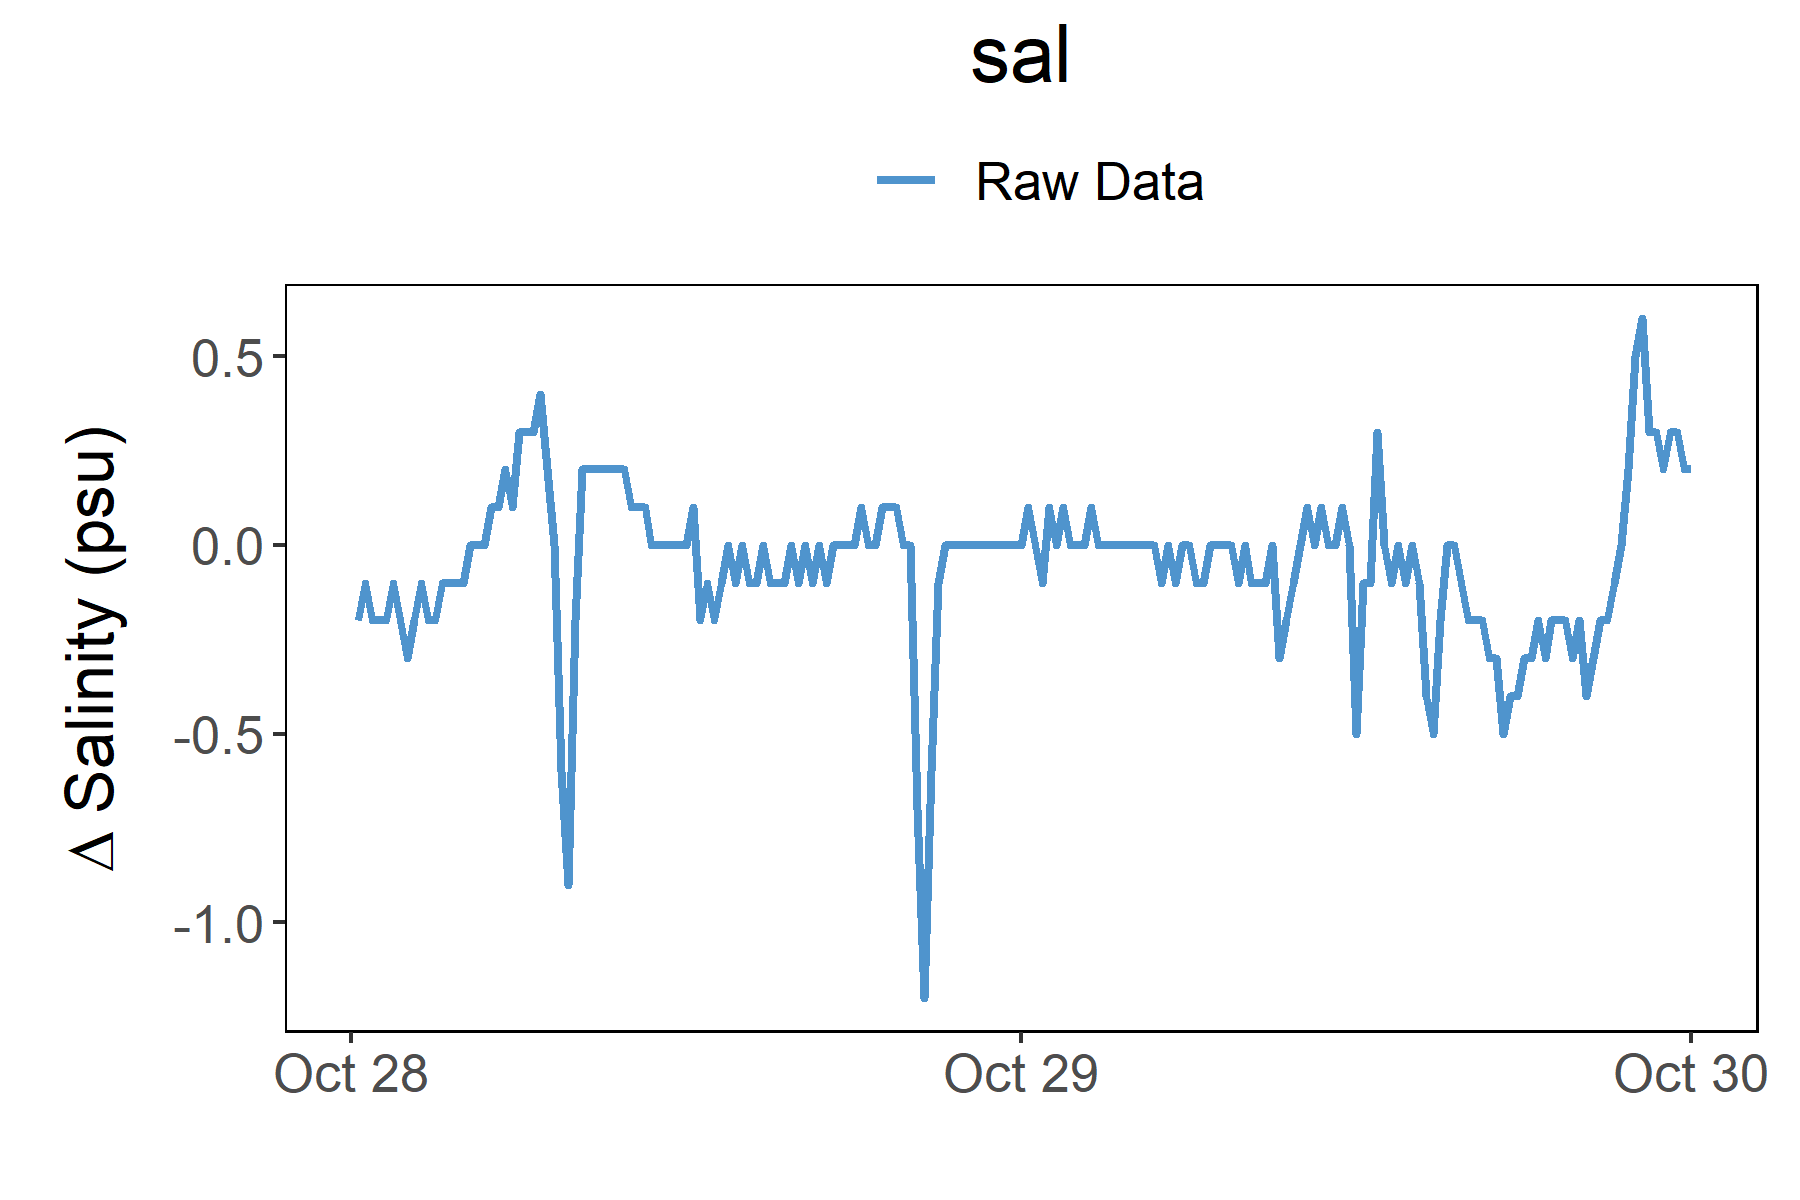 sal
Raw Data
Δ Salinity (psu)
0.5
0.0
-0.5
-1.0
Oct 28
Oct 29
Oct 30